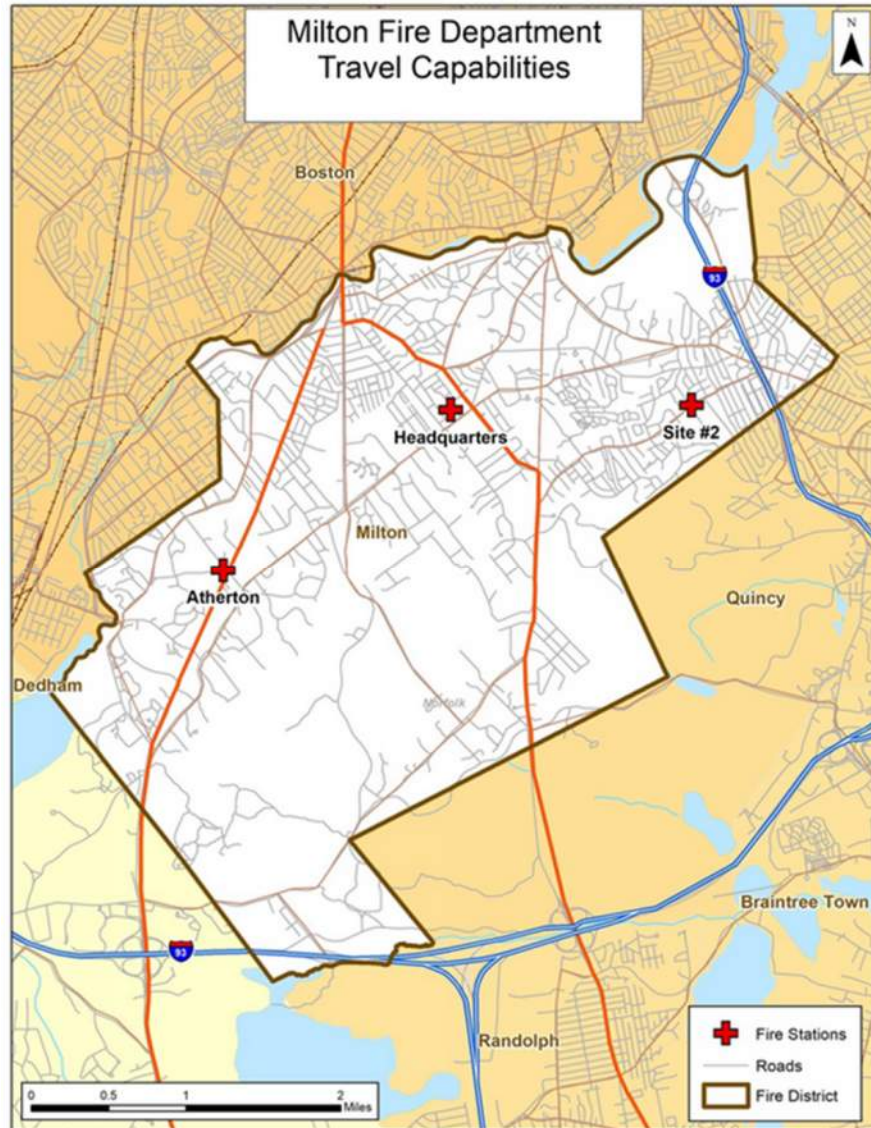 Milton Fire Department
Travel Capabilities
N
Boston
93
Headquarters
Site #2
Milton
Atherton
Quincy
Dedham
Norfolk
Braintree Town
93
Randolph
Fire Stations
Roads
Fire District
0 0.5 1 2
Miles